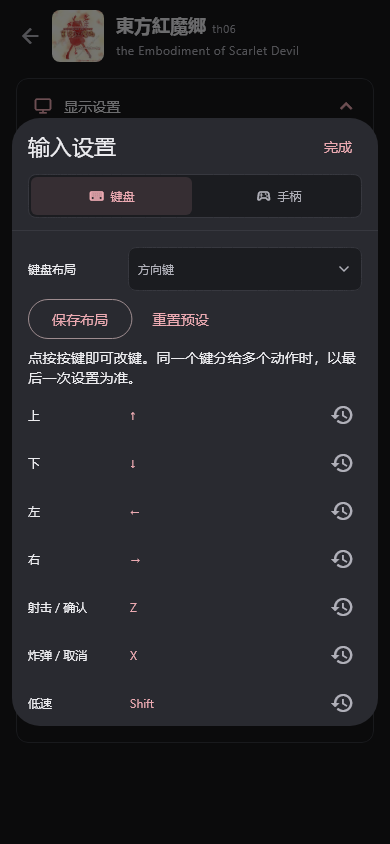 東方紅魔郷 th06
the Embodiment of Scarlet Devil
显示设置
输入设置
完成
键盘
手柄
键盘布局
方向键
保存布局
重置预设
点按按键即可改键。同一个键分给多个动作时，以最
后一次设置为准。
上 ↑
下 ↓
左 ←
右 →
射击 / 确认 Z
炸弹 / 取消 X
低速 Shift